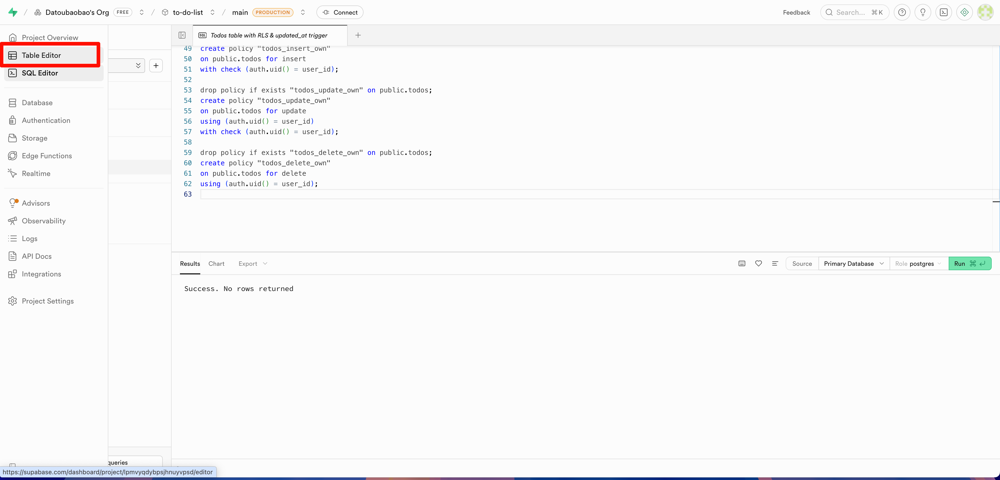 Datoubaobao's Org FREE / to-do-list / main PRODUCTION Connect Feedback Search... ⌘K
Project Overview
Table Editor
SQL Editor
Database
Authentication
Storage
Edge Functions
Realtime
Advisors
Observability
Logs
API Docs
Integrations
Project Settings
queries
https://supabase.com/dashboard/project/lpmvyqdybpsjhnuyvpsd/editor
SQL Todos table with RLS & updated_at trigger
49 create policy "todos_insert_own"
50 on public.todos for insert
51 with check (auth.uid() = user_id);
52
53 drop policy if exists "todos_update_own" on public.todos;
54 create policy "todos_update_own"
55 on public.todos for update
56 using (auth.uid() = user_id)
57 with check (auth.uid() = user_id);
58
59 drop policy if exists "todos_delete_own" on public.todos;
60 create policy "todos_delete_own"
61 on public.todos for delete
62 using (auth.uid() = user_id);
63
Results Chart Export Source Primary Database Role postgres Run ⌘ ↵
Success. No rows returned